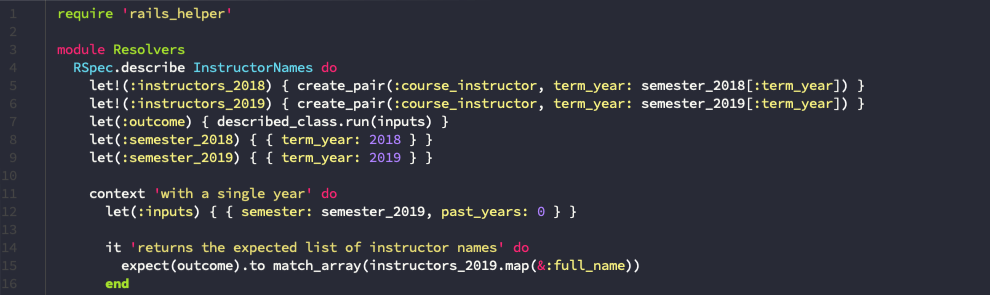 1 require 'rails_helper'
2
3 module Resolvers
4 RSpec.describe InstructorNames do
5 let!(:instructors_2018) { create_pair(:course_instructor, term_year: semester_2018[:term_year]) }
6 let!(:instructors_2019) { create_pair(:course_instructor, term_year: semester_2019[:term_year]) }
7 let(:outcome) { described_class.run(inputs) }
8 let(:semester_2018) { { term_year: 2018 } }
9 let(:semester_2019) { { term_year: 2019 } }
10
11 context 'with a single year' do
12 let(:inputs) { { semester: semester_2019, past_years: 0 } }
13
14 it 'returns the expected list of instructor names' do
15 expect(outcome).to match_array(instructors_2019.map(&:full_name))
16 end